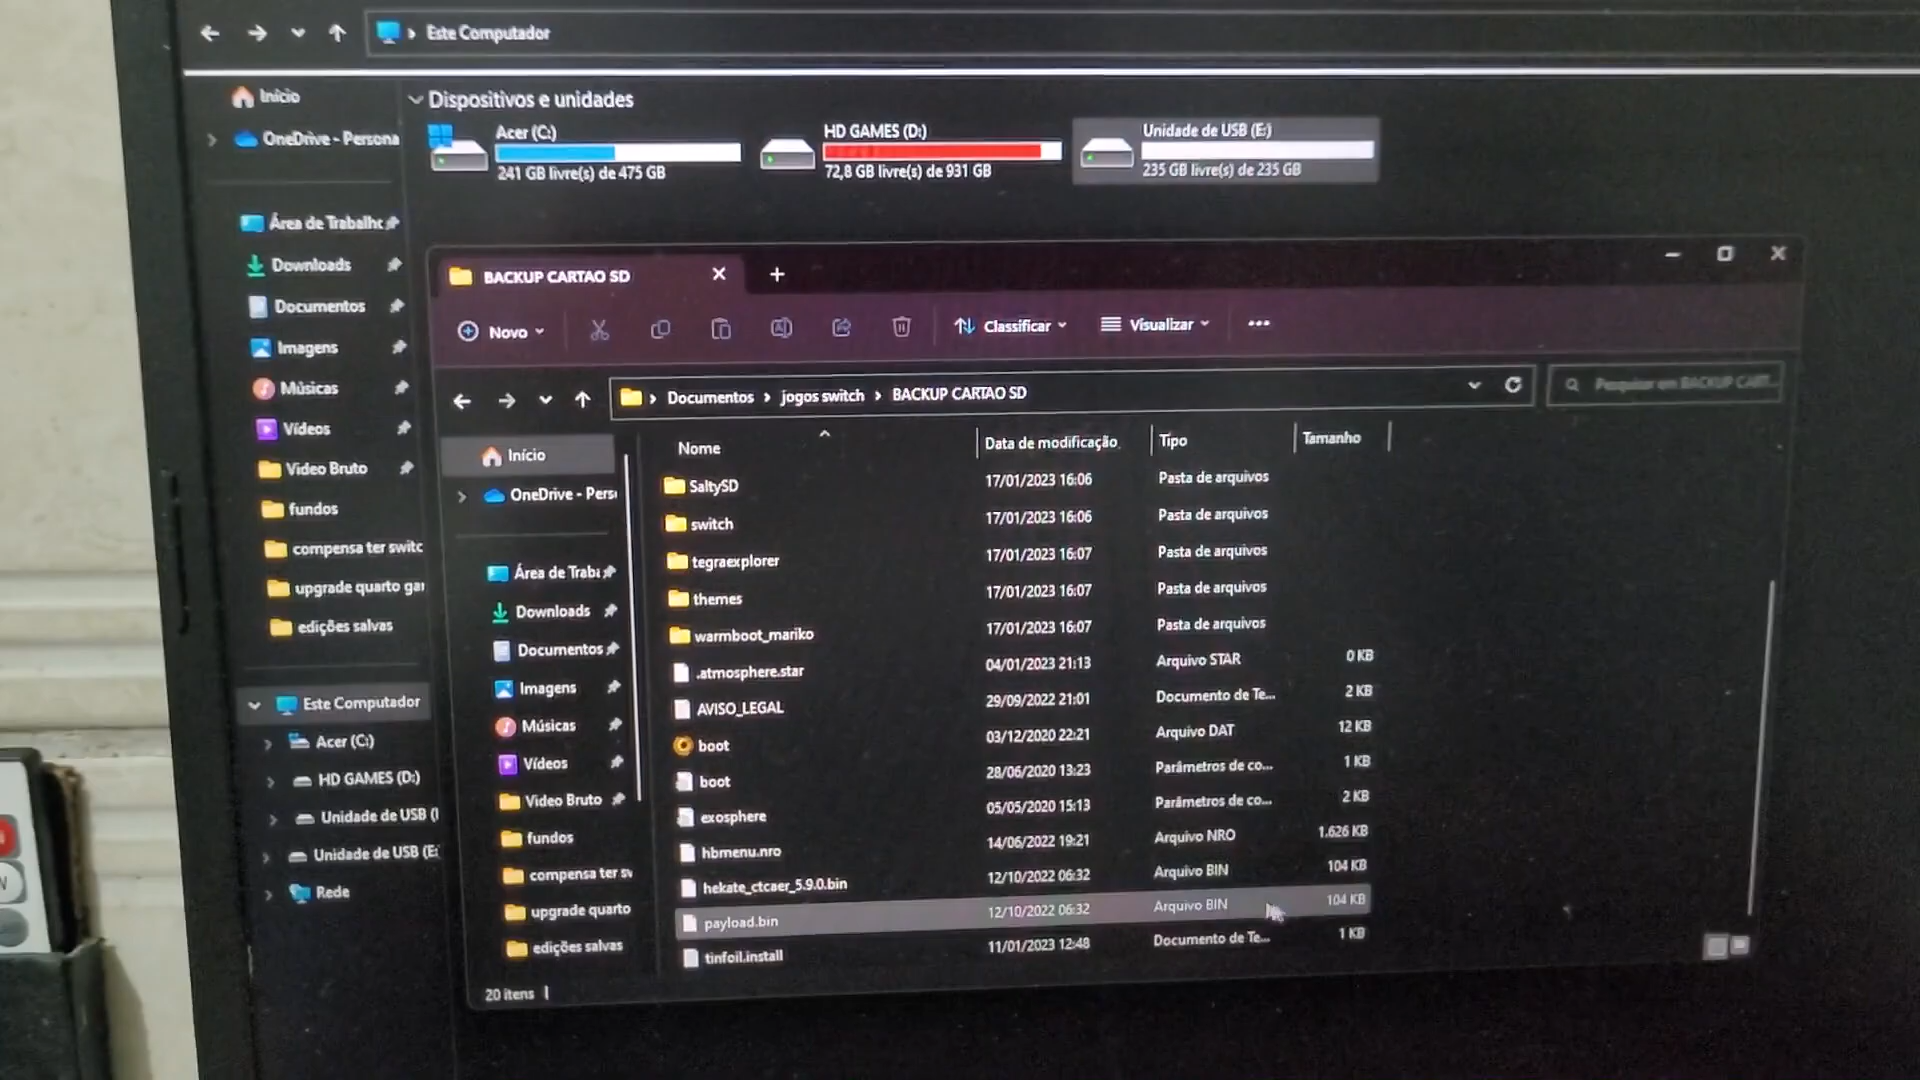 Este Computador
Início
OneDrive - Persona
Área de Trabalho
Downloads
Documentos
Imagens
Músicas
Vídeos
Video Bruto
fundos
compensa ter switc
upgrade quarto gar
edições salvas
Este Computador
Acer (C:)
HD GAMES (D:)
Unidade de USB (
Unidade de USB (E:
Rede
Dispositivos e unidades
Acer (C:)
241 GB livre(s) de 475 GB
HD GAMES (D:)
72,8 GB livre(s) de 931 GB
Unidade de USB (E:)
235 GB livre(s) de 235 GB
BACKUP CARTAO SD
Novo
Classificar
Visualizar
Documentos > jogos switch > BACKUP CARTAO SD
Pesquisar em BACKUP CART...
Início
OneDrive - Perso
Área de Traba
Downloads
Documentos
Imagens
Músicas
Vídeos
Video Bruto
fundos
compensa ter sv
upgrade quarto
edições salvas
Nome Data de modificação Tipo Tamanho
SaltySD 17/01/2023 16:06 Pasta de arquivos
switch 17/01/2023 16:06 Pasta de arquivos
tegraexplorer 17/01/2023 16:07 Pasta de arquivos
themes 17/01/2023 16:07 Pasta de arquivos
warmboot_mariko 17/01/2023 16:07 Pasta de arquivos
.atmosphere.star 04/01/2023 21:13 Arquivo STAR 0 KB
AVISO_LEGAL 29/09/2022 21:01 Documento de Te... 2 KB
boot 03/12/2020 22:21 Arquivo DAT 12 KB
boot 28/06/2020 13:23 Parâmetros de co... 1 KB
exosphere 05/05/2020 15:13 Parâmetros de co... 2 KB
hbmenu.nro 14/06/2022 19:21 Arquivo NRO 1.626 KB
hekate_ctcaer_5.9.0.bin 12/10/2022 06:32 Arquivo BIN 104 KB
payload.bin 12/10/2022 06:32 Arquivo BIN 104 KB
tinfoil.install 11/01/2023 12:48 Documento de Te... 1 KB
20 itens